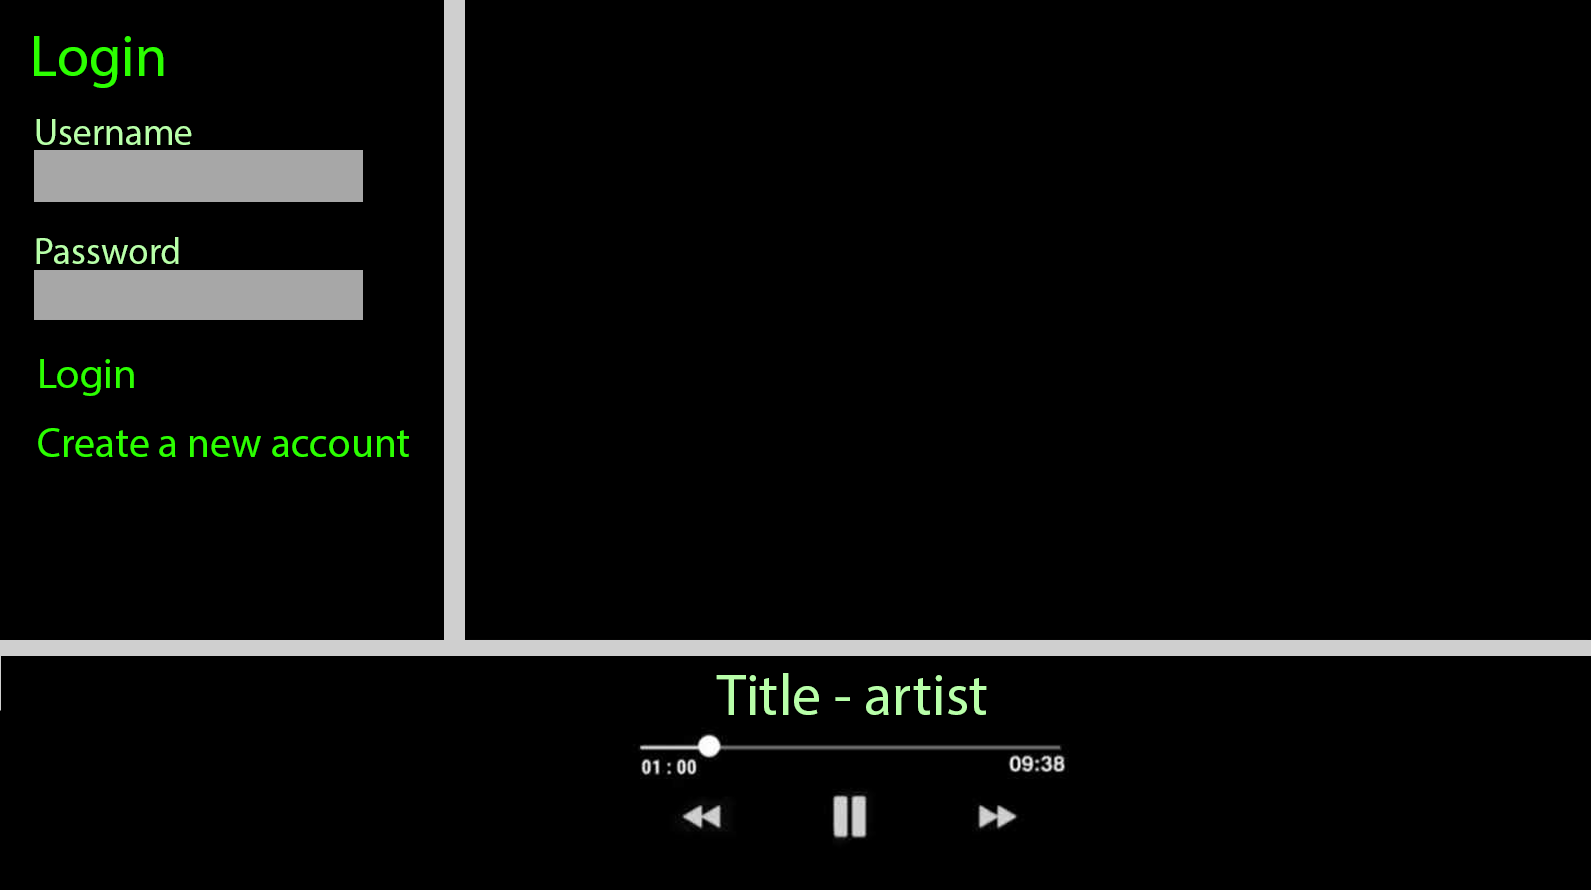 Login
Username
Password
Login
Create a new account
Title - artist
01 : 00
09:38